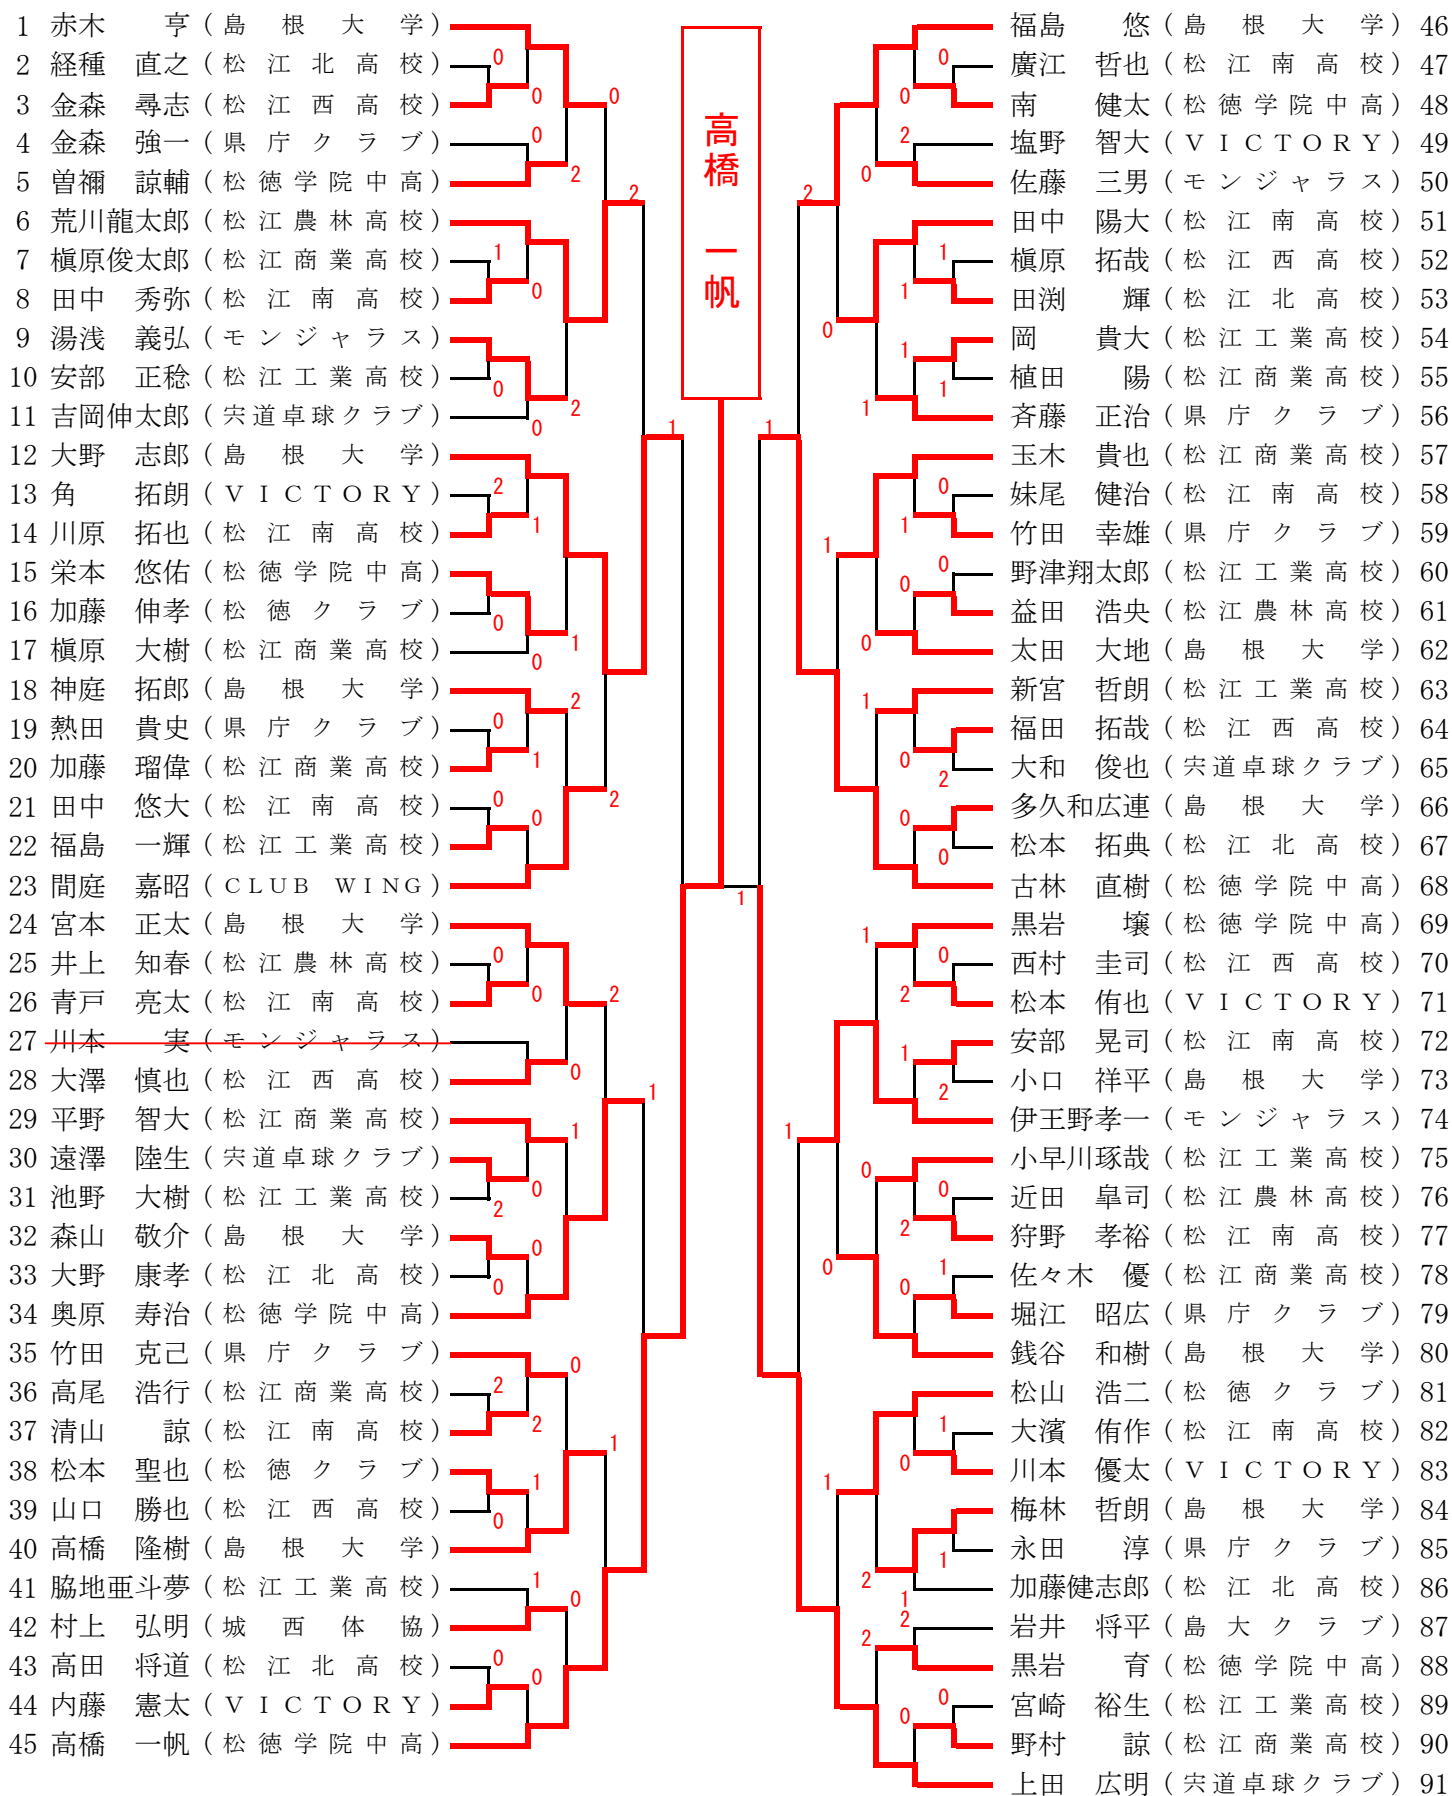 高橋 一帆
1 赤木 亨 (島根大学)
2 経種 直之 (松江北高校)
3 金森 尋志 (松江西高校)
4 金森 強一 (県庁クラブ)
5 曽禰 諒輔 (松徳学院中高)
6 荒川龍太郎 (松江農林高校)
7 槇原俊太郎 (松江商業高校)
8 田中 秀弥 (松江南高校)
9 湯浅 義弘 (モンジャラス)
10 安部 正稔 (松江工業高校)
11 吉岡伸太郎 (宍道卓球クラブ)
12 大野 志郎 (島根大学)
13 角 拓朗 (VICTORY)
14 川原 拓也 (松江南高校)
15 栄本 悠佑 (松徳学院中高)
16 加藤 伸孝 (松徳クラブ)
17 槇原 大樹 (松江商業高校)
18 神庭 拓郎 (島根大学)
19 熱田 貴史 (県庁クラブ)
20 加藤 瑠偉 (松江商業高校)
21 田中 悠大 (松江南高校)
22 福島 一輝 (松江工業高校)
23 間庭 嘉昭 (CLUB WING)
24 宮本 正太 (島根大学)
25 井上 知春 (松江農林高校)
26 青戸 亮太 (松江南高校)
27 川本 実 (モンジャラス)
28 大澤 慎也 (松江西高校)
29 平野 智大 (松江商業高校)
30 遠澤 陸生 (宍道卓球クラブ)
31 池野 大樹 (松江工業高校)
32 森山 敬介 (島根大学)
33 大野 康孝 (松江北高校)
34 奥原 寿治 (松徳学院中高)
35 竹田 克己 (県庁クラブ)
36 高尾 浩行 (松江商業高校)
37 清山 諒 (松江南高校)
38 松本 聖也 (松徳クラブ)
39 山口 勝也 (松江西高校)
40 高橋 隆樹 (島根大学)
41 脇地亜斗夢 (松江工業高校)
42 村上 弘明 (城西体協)
43 高田 将道 (松江北高校)
44 内藤 憲太 (VICTORY)
45 高橋 一帆 (松徳学院中高)
福島 悠 (島根大学) 46
廣江 哲也 (松江南高校) 47
南 健太 (松徳学院中高) 48
塩野 智大 (VICTORY) 49
佐藤 三男 (モンジャラス) 50
田中 陽大 (松江南高校) 51
槇原 拓哉 (松江西高校) 52
田渕 輝 (松江北高校) 53
岡 貴大 (松江工業高校) 54
植田 陽 (松江商業高校) 55
斉藤 正治 (県庁クラブ) 56
玉木 貴也 (松江商業高校) 57
妹尾 健治 (松江南高校) 58
竹田 幸雄 (県庁クラブ) 59
野津翔太郎 (松江工業高校) 60
益田 浩央 (松江農林高校) 61
太田 大地 (島根大学) 62
新宮 哲朗 (松江工業高校) 63
福田 拓哉 (松江西高校) 64
大和 俊也 (宍道卓球クラブ) 65
多久和広連 (島根大学) 66
松本 拓典 (松江北高校) 67
古林 直樹 (松徳学院中高) 68
黒岩 壌 (松徳学院中高) 69
西村 圭司 (松江西高校) 70
松本 侑也 (VICTORY) 71
安部 晃司 (松江南高校) 72
小口 祥平 (島根大学) 73
伊王野孝一 (モンジャラス) 74
小早川琢哉 (松江工業高校) 75
近田 皐司 (松江農林高校) 76
狩野 孝裕 (松江南高校) 77
佐々木 優 (松江商業高校) 78
堀江 昭広 (県庁クラブ) 79
銭谷 和樹 (島根大学) 80
松山 浩二 (松徳クラブ) 81
大濱 侑作 (松江南高校) 82
川本 優太 (VICTORY) 83
梅林 哲朗 (島根大学) 84
永田 淳 (県庁クラブ) 85
加藤健志郎 (松江北高校) 86
岩井 将平 (島大クラブ) 87
黒岩 育 (松徳学院中高) 88
宮崎 裕生 (松江工業高校) 89
野村 諒 (松江商業高校) 90
上田 広明 (宍道卓球クラブ) 91